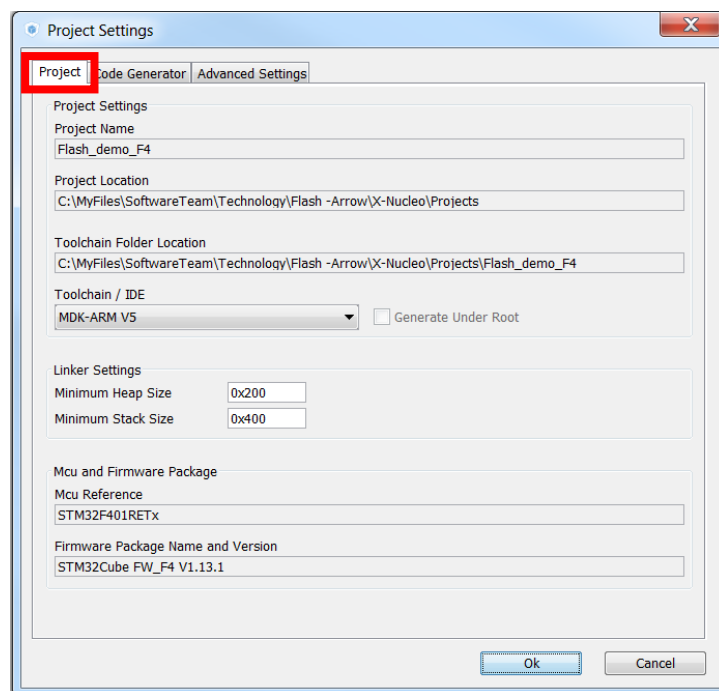 Project Settings
Project
Code Generator
Advanced Settings
Project Settings
Project Name
Flash_demo_F4
Project Location
C:\MyFiles\SoftwareTeam\Technology\Flash -Arrow\X-Nucleo\Projects
Toolchain Folder Location
C:\MyFiles\SoftwareTeam\Technology\Flash -Arrow\X-Nucleo\Projects\Flash_demo_F4
Toolchain / IDE
MDK-ARM V5
Generate Under Root
Linker Settings
Minimum Heap Size 0x200
Minimum Stack Size 0x400
Mcu and Firmware Package
Mcu Reference
STM32F401RETx
Firmware Package Name and Version
STM32Cube FW_F4 V1.13.1
Ok
Cancel